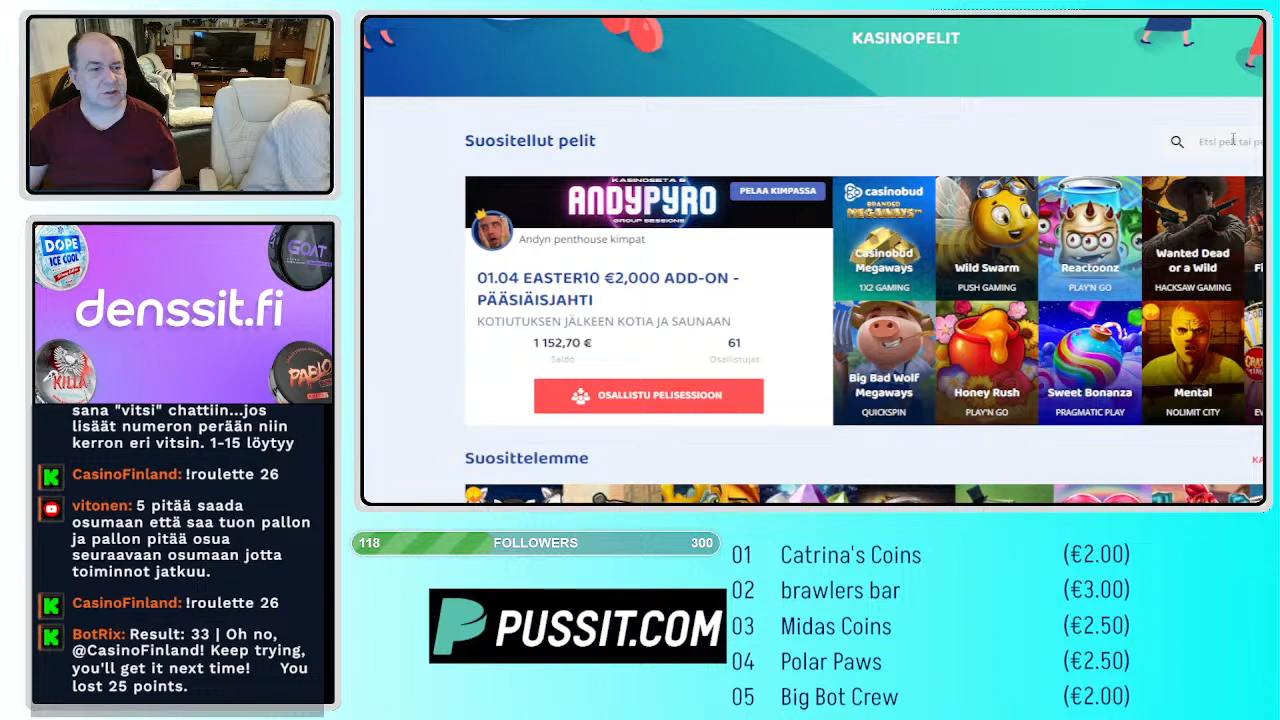 KASINOPELIT
Suositellut pelit
KASINOSETA &
ANDYPYRO
GROUP SESSIONS
PELAA KIMPASSA
Andyn penthouse kimpat
01.04 EASTER10 €2,000 ADD-ON -
PÄÄSIÄISJAHTI
KOTIUTUKSEN JÄLKEEN KOTIA JA SAUNAAN
1 152,70 €
61
Saldo
Osallistujat
OSALLISTU PELISESSIOON
casinobud
BRANDED
MEGAWAYS
Casinobud
Megaways
1X2 GAMING
Wild Swarm
PUSH GAMING
Reactoonz
PLAY'N GO
Wanted Dead
or a Wild
HACKSAW GAMING
Big Bad Wolf
Megaways
QUICKSPIN
Honey Rush
PLAY'N GO
Sweet Bonanza
PRAGMATIC PLAY
Mental
NOLIMIT CITY
Suosittelemme
DOPE
ICE COOL
GOAT
denssit.fi
KILLA
PABLO
sana "vitsi" chattiin...jos
lisäät numeron perään niin
kerron eri vitsin. 1-15 löytyy
CasinoFinland: !roulette 26
vitonen: 5 pitää saada
osumaan että saa tuon pallon
ja pallon pitää osua
seuraavaan osumaan jotta
toiminnot jatkuu.
CasinoFinland: !roulette 26
BotRix: Result: 33 | Oh no,
@CasinoFinland! Keep trying,
you'll get it next time! You
lost 25 points.
118 FOLLOWERS 300
PUSSIT.COM
01 Catrina's Coins (€2.00)
02 brawlers bar (€3.00)
03 Midas Coins (€2.50)
04 Polar Paws (€2.50)
05 Big Bot Crew (€2.00)